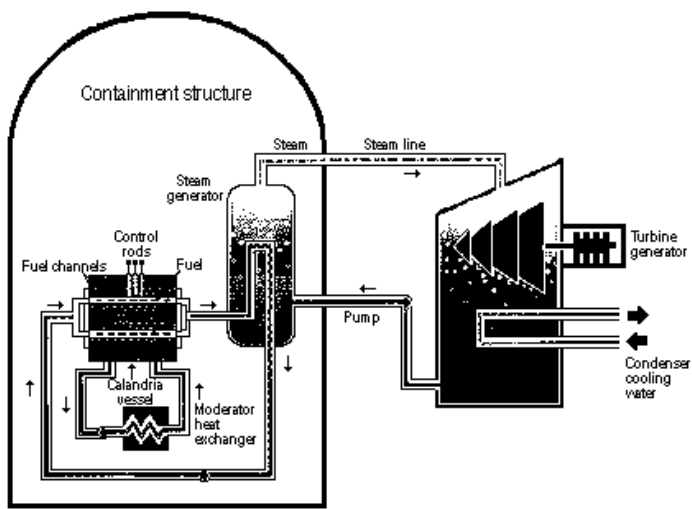 Containment structure
Steam
Steam line
Steam
generator
Control
rods
Fuel channels
Fuel
Turbine
generator
Pump
Condenser
cooling
water
Calandria
vessel
Moderator
heat
exchanger